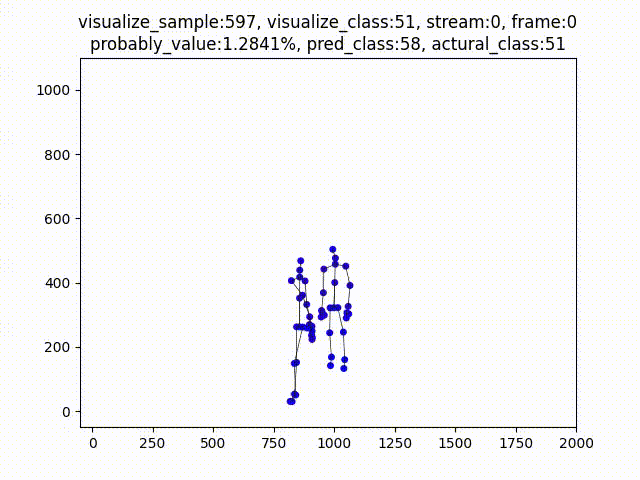 visualize_sample:597, visualize_class:51, stream:0, frame:0
probably_value:1.2841%, pred_class:58, actural_class:51
1000
800
600
400
200
0
0 250 500 750 1000 1250 1500 1750 2000